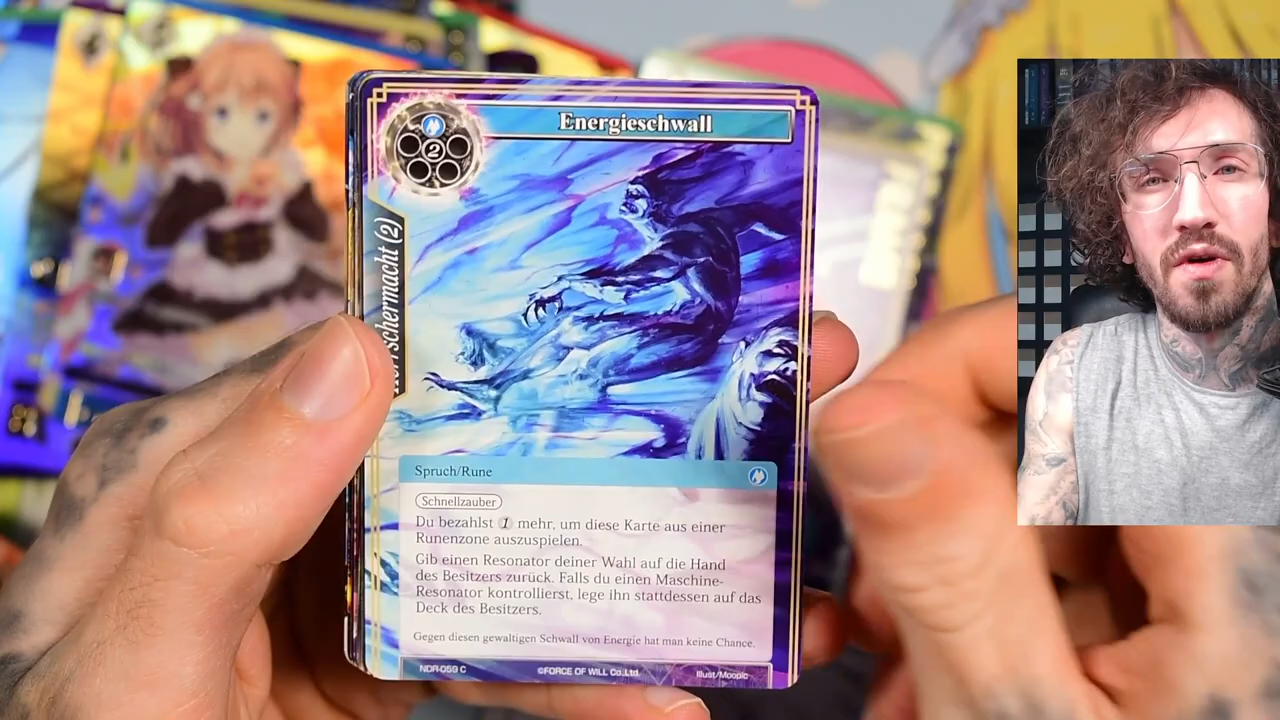 Energieschwall
2
Herrschermacht (2)
Spruch/Rune
Schnellzauber
Du bezahlst 1 mehr, um diese Karte aus einer
Runenzone auszuspielen.
Gib einen Resonator deiner Wahl auf die Hand
des Besitzers zurück. Falls du einen Maschine-
Resonator kontrollierst, lege ihn stattdessen auf das
Deck des Besitzers.
Gegen diesen gewaltigen Schwall von Energie hat man keine Chance.
NDR-059 C
©FORCE OF WILL Co.,Ltd.
Illust/Moopic